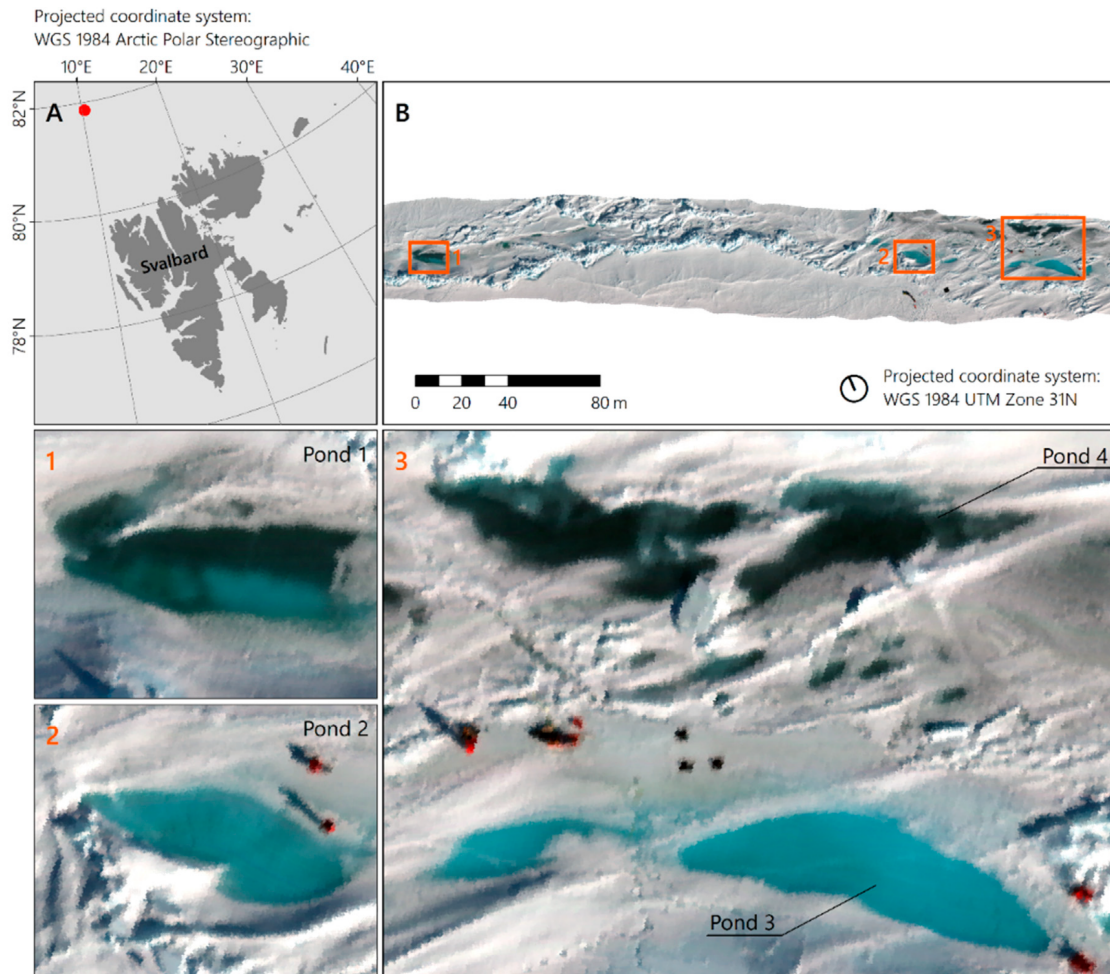 Projected coordinate system:
WGS 1984 Arctic Polar Stereographic
10°E 20°E 30°E 40°E
82°N
80°N
78°N
A
Svalbard
B
1
2
3
0 20 40 80 m
Projected coordinate system:
WGS 1984 UTM Zone 31N
1
Pond 1
2
Pond 2
3
Pond 4
Pond 3